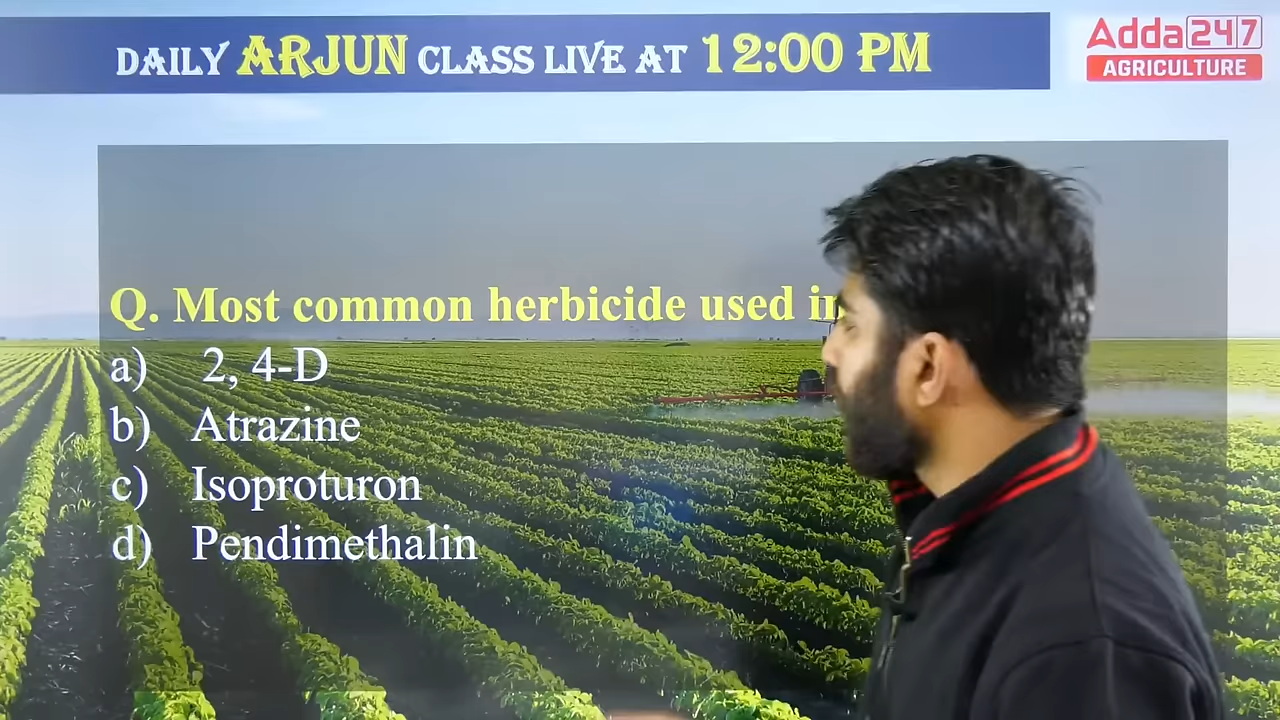 DAILY ARJUN CLASS LIVE AT 12:00 PM
Adda247
AGRICULTURE
Q. Most common herbicide used in
a) 2, 4-D
b) Atrazine
c) Isoproturon
d) Pendimethalin